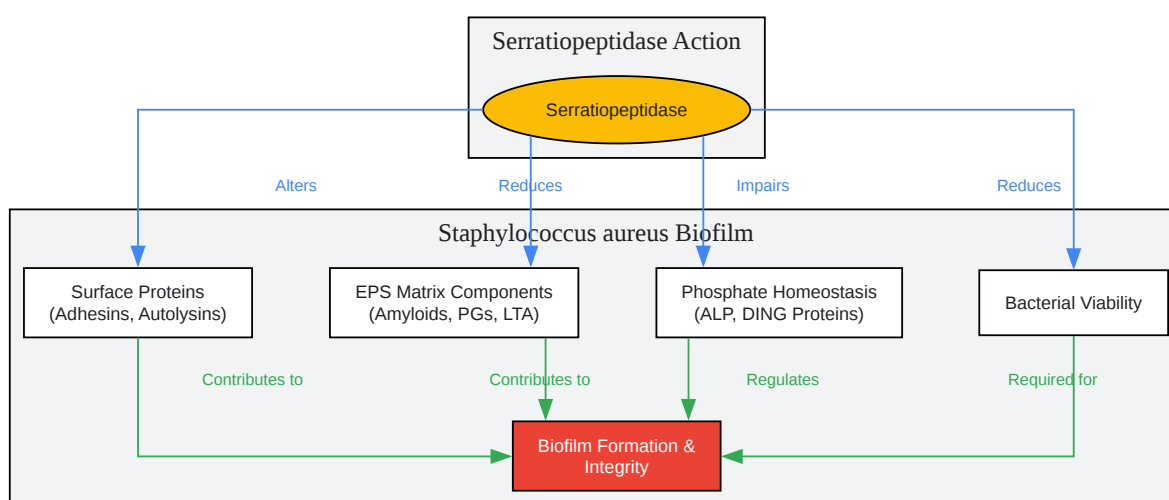 Serratiopeptidase Action
Serratiopeptidase
Alters
Reduces
Impairs
Reduces
Staphylococcus aureus Biofilm
Surface Proteins
(Adhesins, Autolysins)
EPS Matrix Components
(Amyloids, PGs, LTA)
Phosphate Homeostasis
(ALP, DING Proteins)
Bacterial Viability
Contributes to
Contributes to
Regulates
Required for
Biofilm Formation &
Integrity